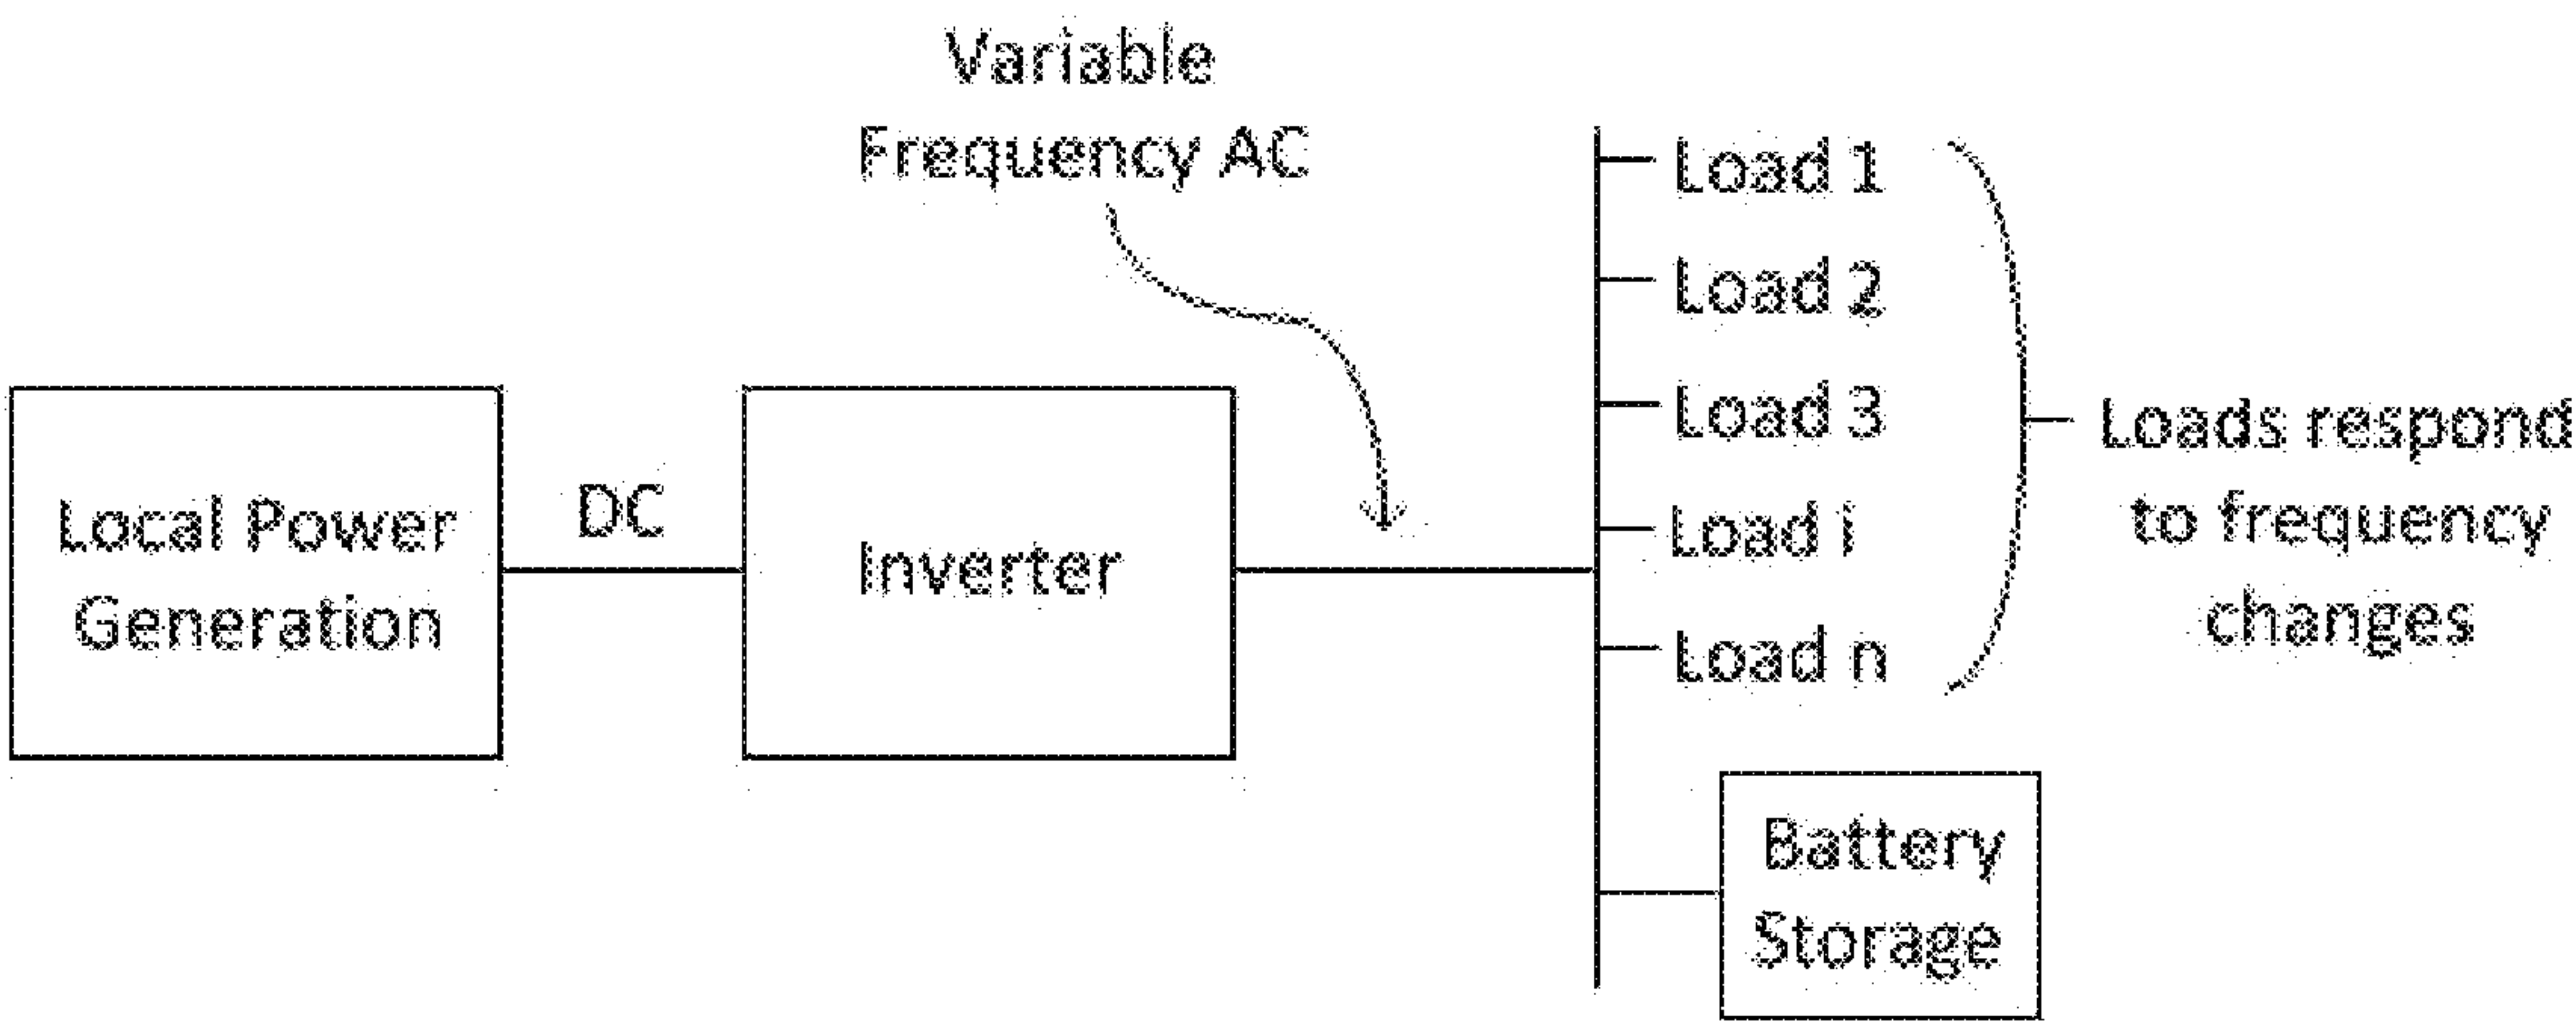 Variable
Frequency AC
Local Power
Generation
DC
Inverter
Load 1
Load 2
Load 3
Load i
Load n
Loads respond
to frequency
changes
Battery
Storage